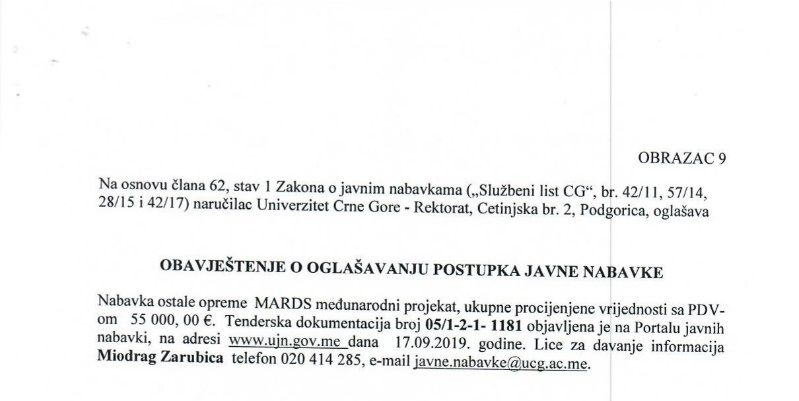 OBRAZAC 9
Na osnovu člana 62, stav 1 Zakona o javnim nabavkama („Službeni list CG“, br. 42/11, 57/14,
28/15 i 42/17) naručilac Univerzitet Crne Gore - Rektorat, Cetinjska br. 2, Podgorica, oglašava
OBAVJEŠTENJE O OGLAŠAVANJU POSTUPKA JAVNE NABAVKE
Nabavka ostale opreme MARDS međunarodni projekat, ukupne procijenjene vrijednosti sa PDV-
om 55 000, 00 €. Tenderska dokumentacija broj 05/1-2-1- 1181 objavljena je na Portalu javnih
nabavki, na adresi www.ujn.gov.me dana 17.09.2019. godine. Lice za davanje informacija
Miodrag Zarubica telefon 020 414 285, e-mail javne.nabavke@ucg.ac.me.